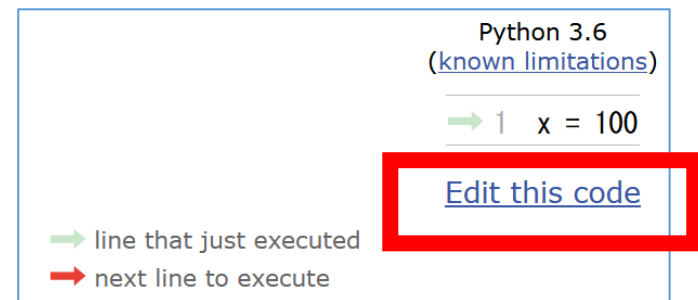 Python 3.6
(known limitations)
1 x = 100
Edit this code
line that just executed
next line to execute